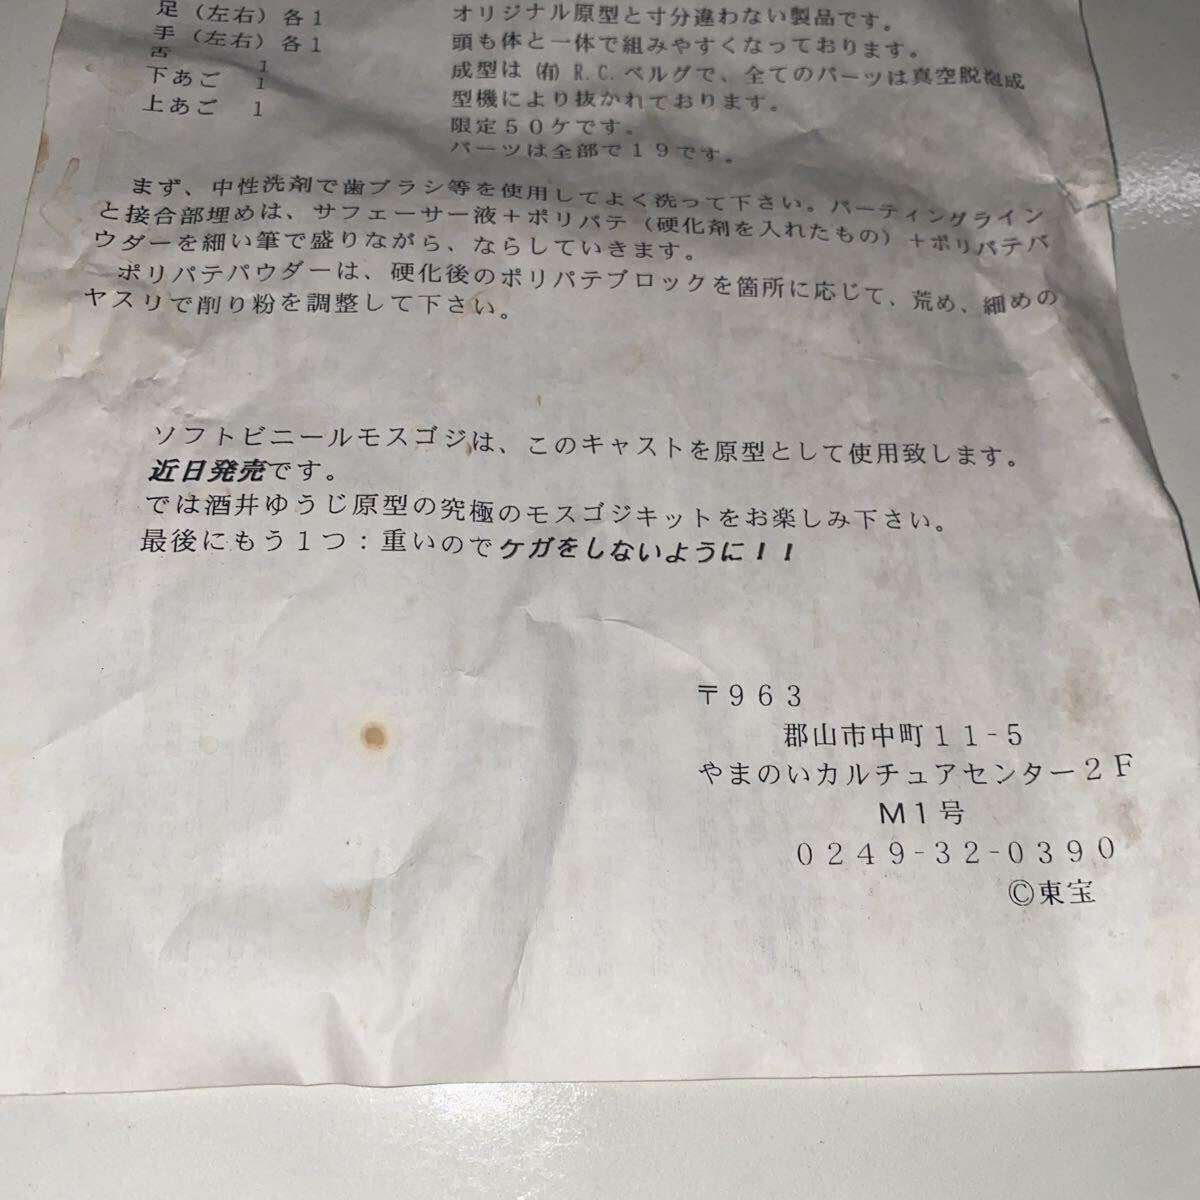 足（左右）各１
手（左右）各１
舌　　　１
下あご　１
上あご　１
オリジナル原型と寸分違わない製品です。
頭も体と一体で組みやすくなっております。
成型は㈲R.C.ベルグで、全てのパーツは真空脱泡成
型機により抜かれております。
限定５０ケです。
パーツは全部で１９です。
まず、中性洗剤で歯ブラシ等を使用してよく洗って下さい。パーティングライン
と接合部埋めは、サフェーサー液＋ポリパテ（硬化剤を入れたもの）＋ポリパテパ
ウダーを細い筆で盛りながら、ならしていきます。
ポリパテパウダーは、硬化後のポリパテブロックを箇所に応じて、荒め、細めの
ヤスリで削り粉を調整して下さい。
ソフトビニールモスゴジは、このキャストを原型として使用致します。
近日発売です。
では酒井ゆうじ原型の究極のモスゴジキットをお楽しみ下さい。
最後にもう１つ：重いのでケガをしないように！！
〒９６３
郡山市中町１１-５
やまのいカルチュアセンター２Ｆ
Ｍ１号
０２４９-３２-０３９０
Ⓒ東宝